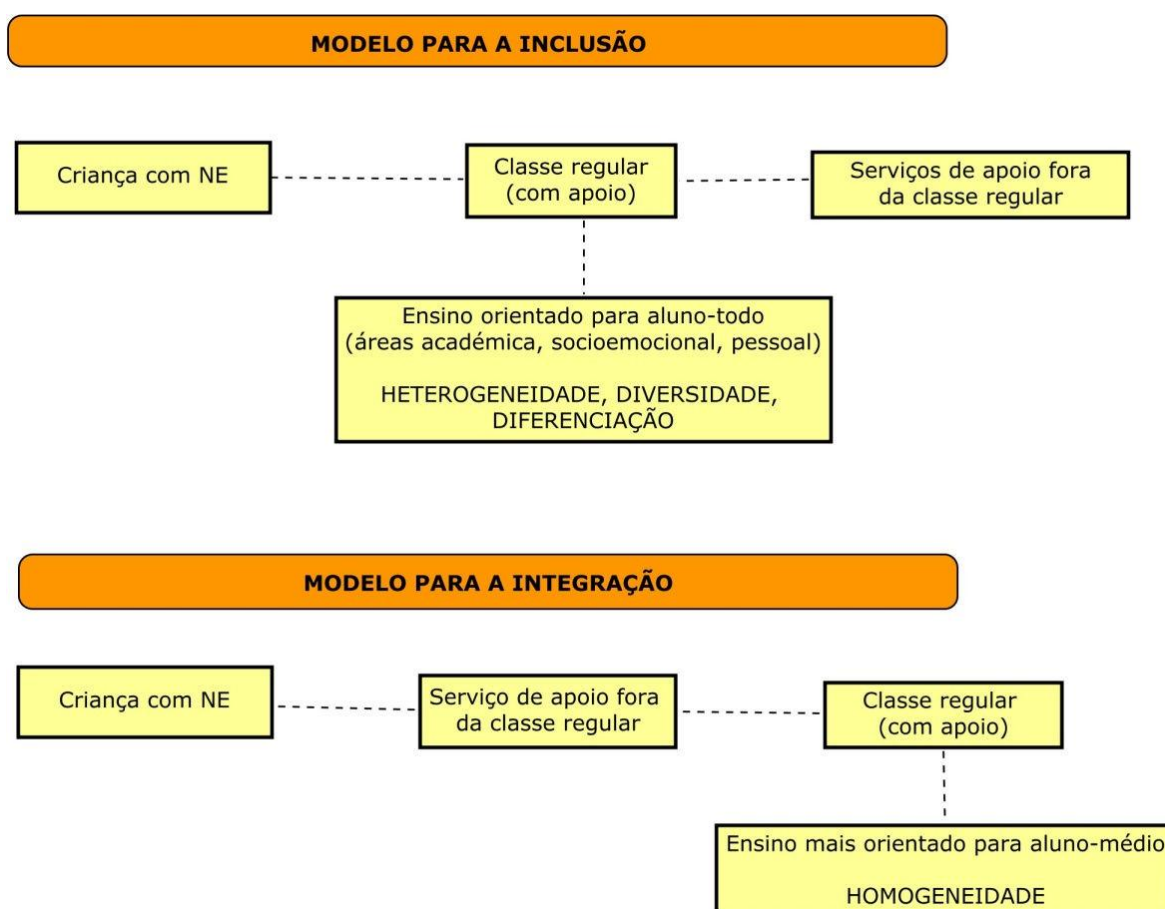 MODELO PARA A INCLUSÃO
Criança com NE
Classe regular
(com apoio)
Serviços de apoio fora
da classe regular
Ensino orientado para aluno-todo
(áreas académica, socioemocional, pessoal)
HETEROGENEIDADE, DIVERSIDADE,
DIFERENCIAÇÃO
MODELO PARA A INTEGRAÇÃO
Criança com NE
Serviço de apoio fora
da classe regular
Classe regular
(com apoio)
Ensino mais orientado para aluno-médio
HOMOGENEIDADE